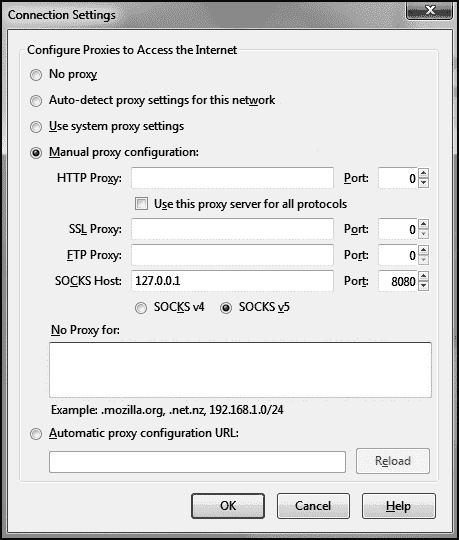 Connection Settings
Configure Proxies to Access the Internet
No proxy
Auto-detect proxy settings for this network
Use system proxy settings
Manual proxy configuration:
HTTP Proxy: Port: 0
Use this proxy server for all protocols
SSL Proxy: Port: 0
FTP Proxy: Port: 0
SOCKS Host: 127.0.0.1 Port: 8080
SOCKS v4 SOCKS v5
No Proxy for:
Example: .mozilla.org, .net.nz, 192.168.1.0/24
Automatic proxy configuration URL:
Reload
OK Cancel Help